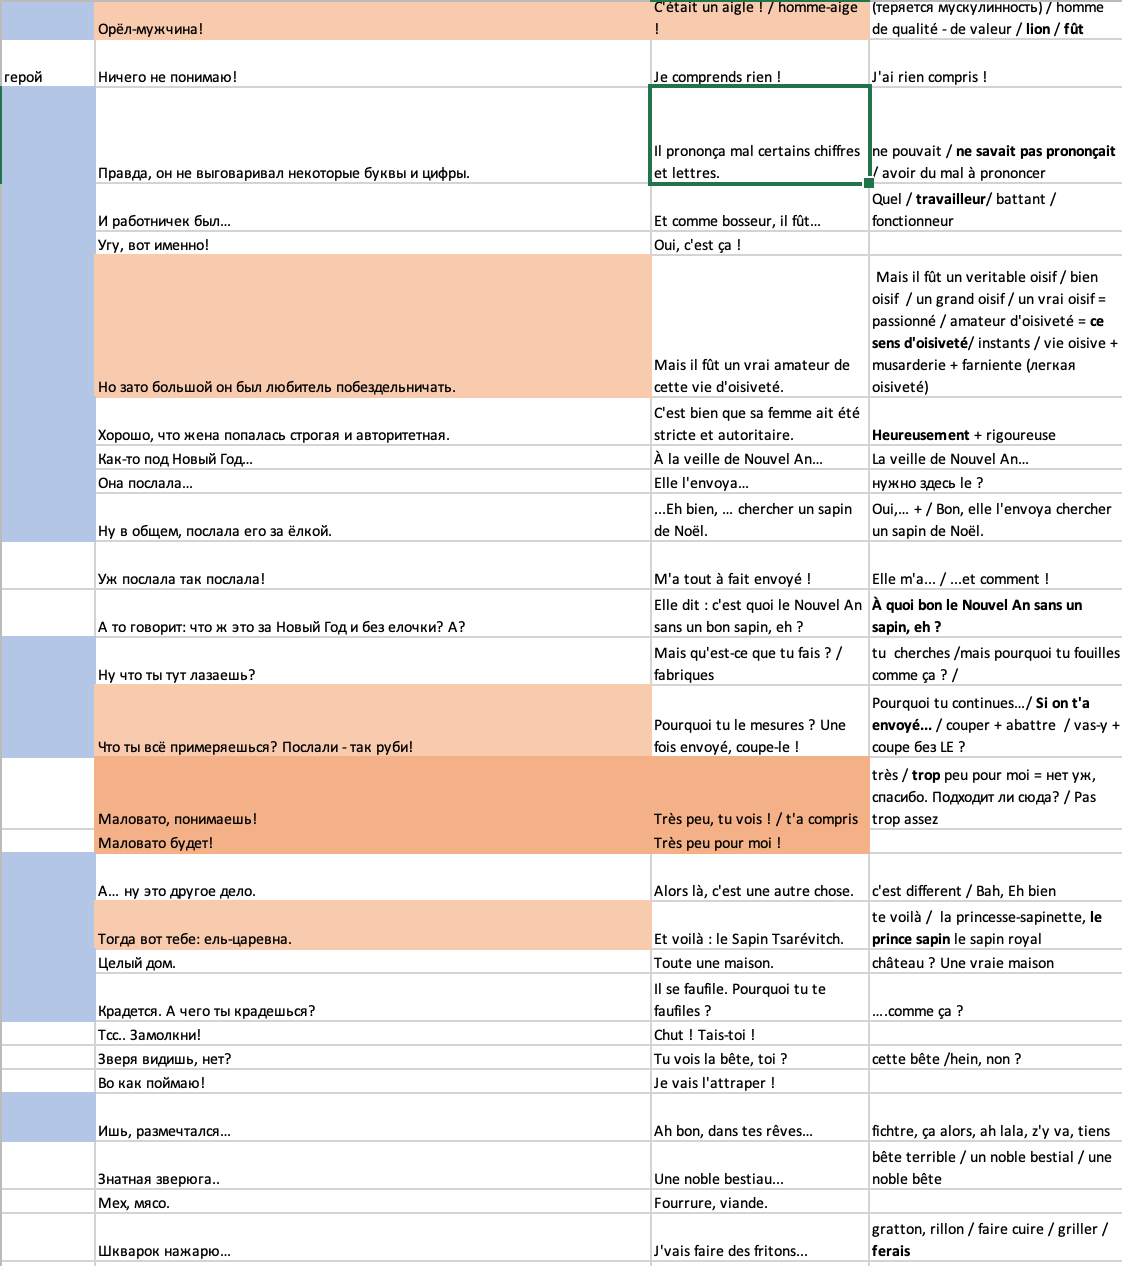 Орёл-мужчина!
C'était un aigle ! / homme-aige
!
(теряется мускулинность) / homme
de qualité - de valeur / lion / fût
герой
Ничего не понимаю!
Je comprends rien !
J'ai rien compris !
Правда, он не выговаривал некоторые буквы и цифры.
Il prononça mal certains chiffres
et lettres.
ne pouvait / ne savait pas prononçait
/ avoir du mal à prononcer
И работничек был...
Et comme bosseur, il fût...
Quel / travailleur/ battant /
fonctionneur
Угу, вот именно!
Oui, c'est ça !
Но зато большой он был любитель побездельничать.
Mais il fût un vrai amateur de
cette vie d'oisiveté.
Mais il fût un veritable oisif / bien
oisif / un grand oisif / un vrai oisif =
passionné / amateur d'oisiveté = ce
sens d'oisiveté/ instants / vie oisive +
musarderie + farniente (легкая
oisiveté)
Хорошо, что жена попалась строгая и авторитетная.
C'est bien que sa femme ait été
stricte et autoritaire.
Heureusement + rigoureuse
Как-то под Новый Год...
À la veille de Nouvel An...
La veille de Nouvel An...
Она послала...
Elle l'envoya...
нужно здесь le ?
Ну в общем, послала его за ёлкой.
...Eh bien, ... chercher un sapin
de Noël.
Oui,... + / Bon, elle l'envoya chercher
un sapin de Noël.
Уж послала так послала!
M'a tout à fait envoyé !
Elle m'a... / ...et comment !
А то говорит: что ж это за Новый Год и без елочки? А?
Elle dit : c'est quoi le Nouvel An
sans un bon sapin, eh ?
À quoi bon le Nouvel An sans un
sapin, eh ?
Ну что ты тут лазаешь?
Mais qu'est-ce que tu fais ? /
fabriques
tu cherches /mais pourquoi tu fouilles
comme ça ? /
Что ты всё примеряешься? Послали - так руби!
Pourquoi tu le mesures ? Une
fois envoyé, coupe-le !
Pourquoi tu continues.../ Si on t'a
envoyé... / couper + abattre / vas-y +
coupe без LE ?
Маловато, понимаешь!
Très peu, tu vois ! / t'a compris
très / trop peu pour moi = нет уж,
спасибо. Подходит ли сюда? / Pas
trop assez
Маловато будет!
Très peu pour moi !
А... ну это другое дело.
Alors là, c'est une autre chose.
c'est different / Bah, Eh bien
Тогда вот тебе: ель-царевна.
Et voilà : le Sapin Tsarévitch.
te voilà / la princesse-sapinette, le
prince sapin le sapin royal
Целый дом.
Toute une maison.
château ? Une vraie maison
Крадется. А чего ты крадешься?
Il se faufile. Pourquoi tu te
faufiles ?
....comme ça ?
Тсс.. Замолкни!
Chut ! Tais-toi !
Зверя видишь, нет?
Tu vois la bête, toi ?
cette bête /hein, non ?
Во как поймаю!
Je vais l'attraper !
Ишь, размечтался...
Ah bon, dans tes rêves...
fichtre, ça alors, ah lala, z'y va, tiens
Знатная зверюга..
Une noble bestiau...
bête terrible / un noble bestial / une
noble bête
Мех, мясо.
Fourrure, viande.
Шкварок нажарю...
J'vais faire des fritons...
gratton, rillon / faire cuire / griller /
ferais